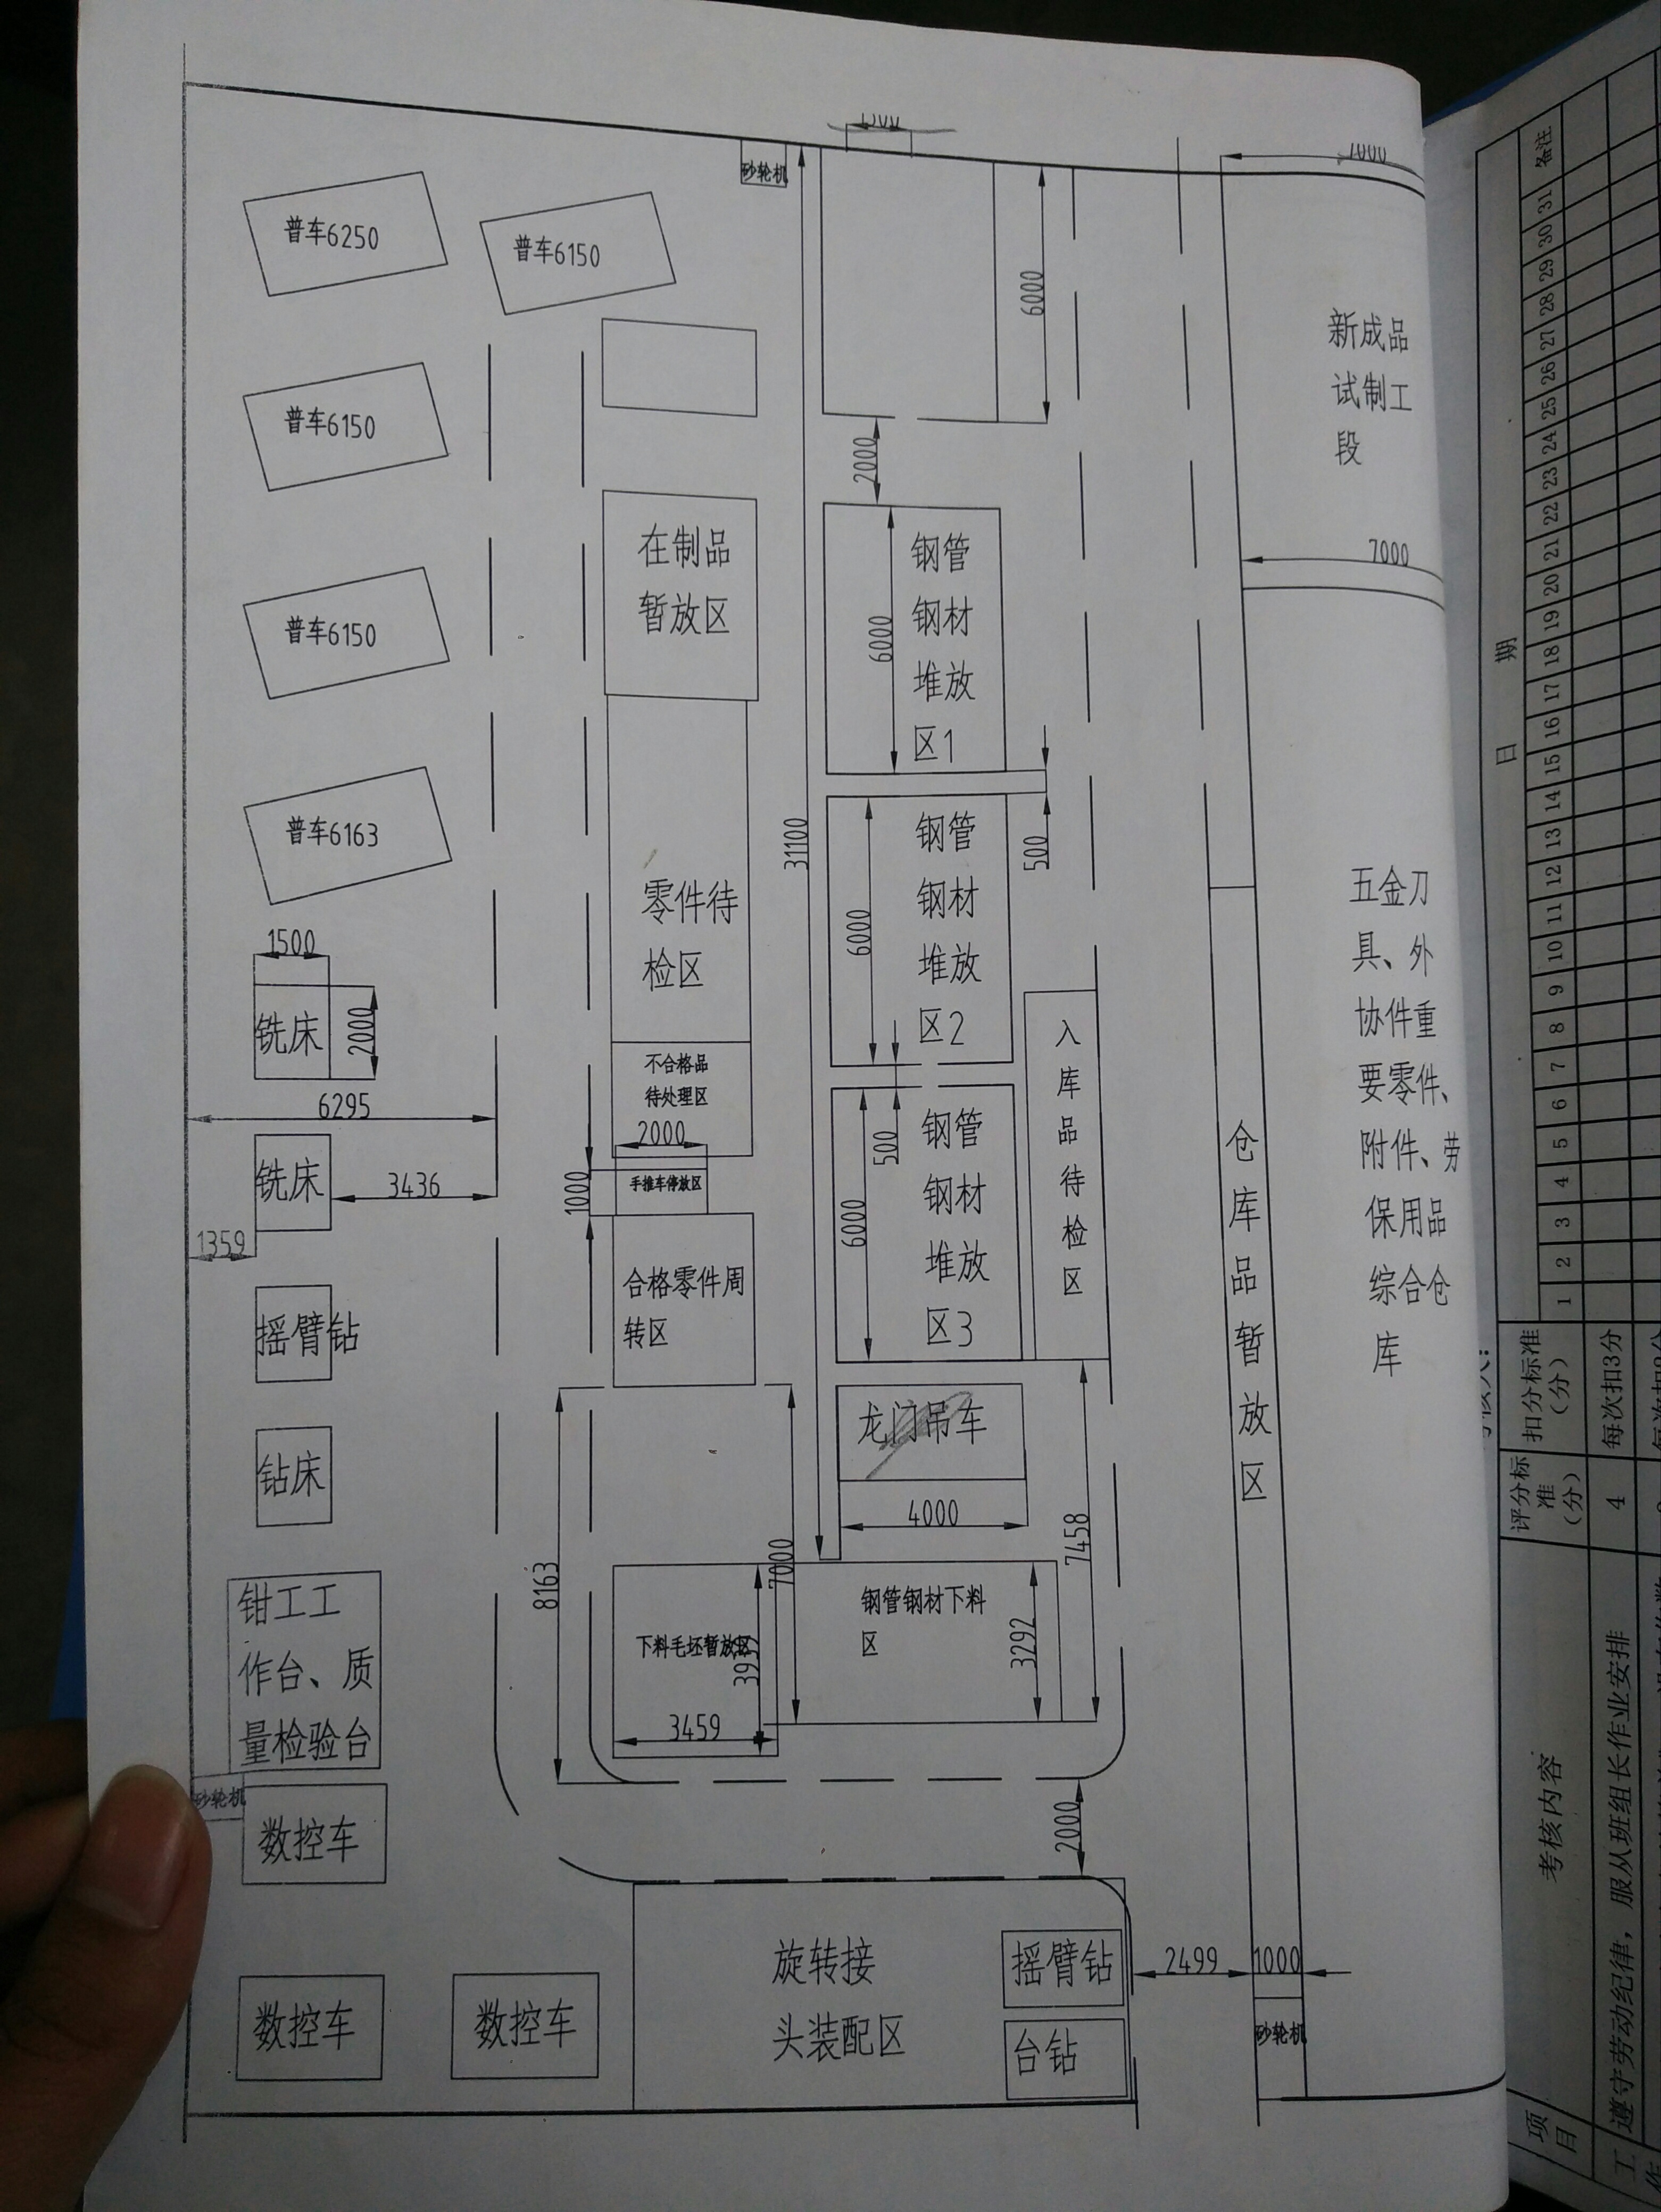 1500
7000
砂轮机
普车6250
普车6150
6000
新成品
试制工
段
普车6150
2000
在制品
暂放区
钢管
钢材
堆放
区1
6000
7000
普车6150
普车6163
31100
零件待
检区
钢管
钢材
堆放
区2
6000
500
1500
铣床
2000
五金刀
具、外
协件重
要零件、
附件、劳
保用品
综合仓
库
入
库
品
待
检
区
不合格品
待处理区
6295
2000
手推车停放区
1000
铣床
3436
1359
钢管
钢材
堆放
区3
6000
500
仓
库
品
暂
放
区
合格零件周
转区
摇臂钻
龙门吊车
4000
钻床
7458
8163
7000
钳工工
作台、质
量检验台
下料毛坯暂放区
3459
钢管钢材下料
区
3292
砂轮机
数控车
2000
旋转接
头装配区
摇臂钻
台钻
2499
1000
砂轮机
数控车
数控车
备注
31
30
29
28
27
26
25
24
23
22
21
20
19
18
17
16
15
14
13
12
11
10
9
8
7
6
5
4
3
2
1
日 期
扣分标准
（分）
每次扣3分
评分标
准
（分）
4
考核内容
遵守劳动纪律，服从班组长作业安排
项
目
工
作